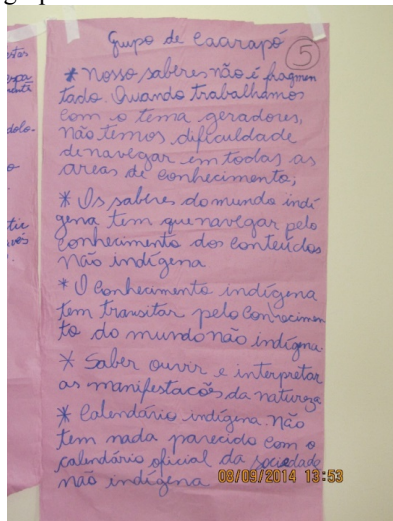 Grupo de Caarapó
5
* Nosso saberes não é fragmen
tado. Quando trabalhamos
com o tema geradores,
não temos dificuldade
de navegar em todas as
áreas de conhecimento;
* Os saberes do mundo indí
gena tem que navegar pelo
conhecimento dos conteúdos
não indígena
* O conhecimento indígena
tem transitar pelo conhecimen
to do mundo não indígena.
* Saber ouvir e interpretar
as manifestacões da natureza
* Calendário indígena. Não
tem nada parecido com o
calendário oficial da sociedade
não indígena
08/09/2014 13:53